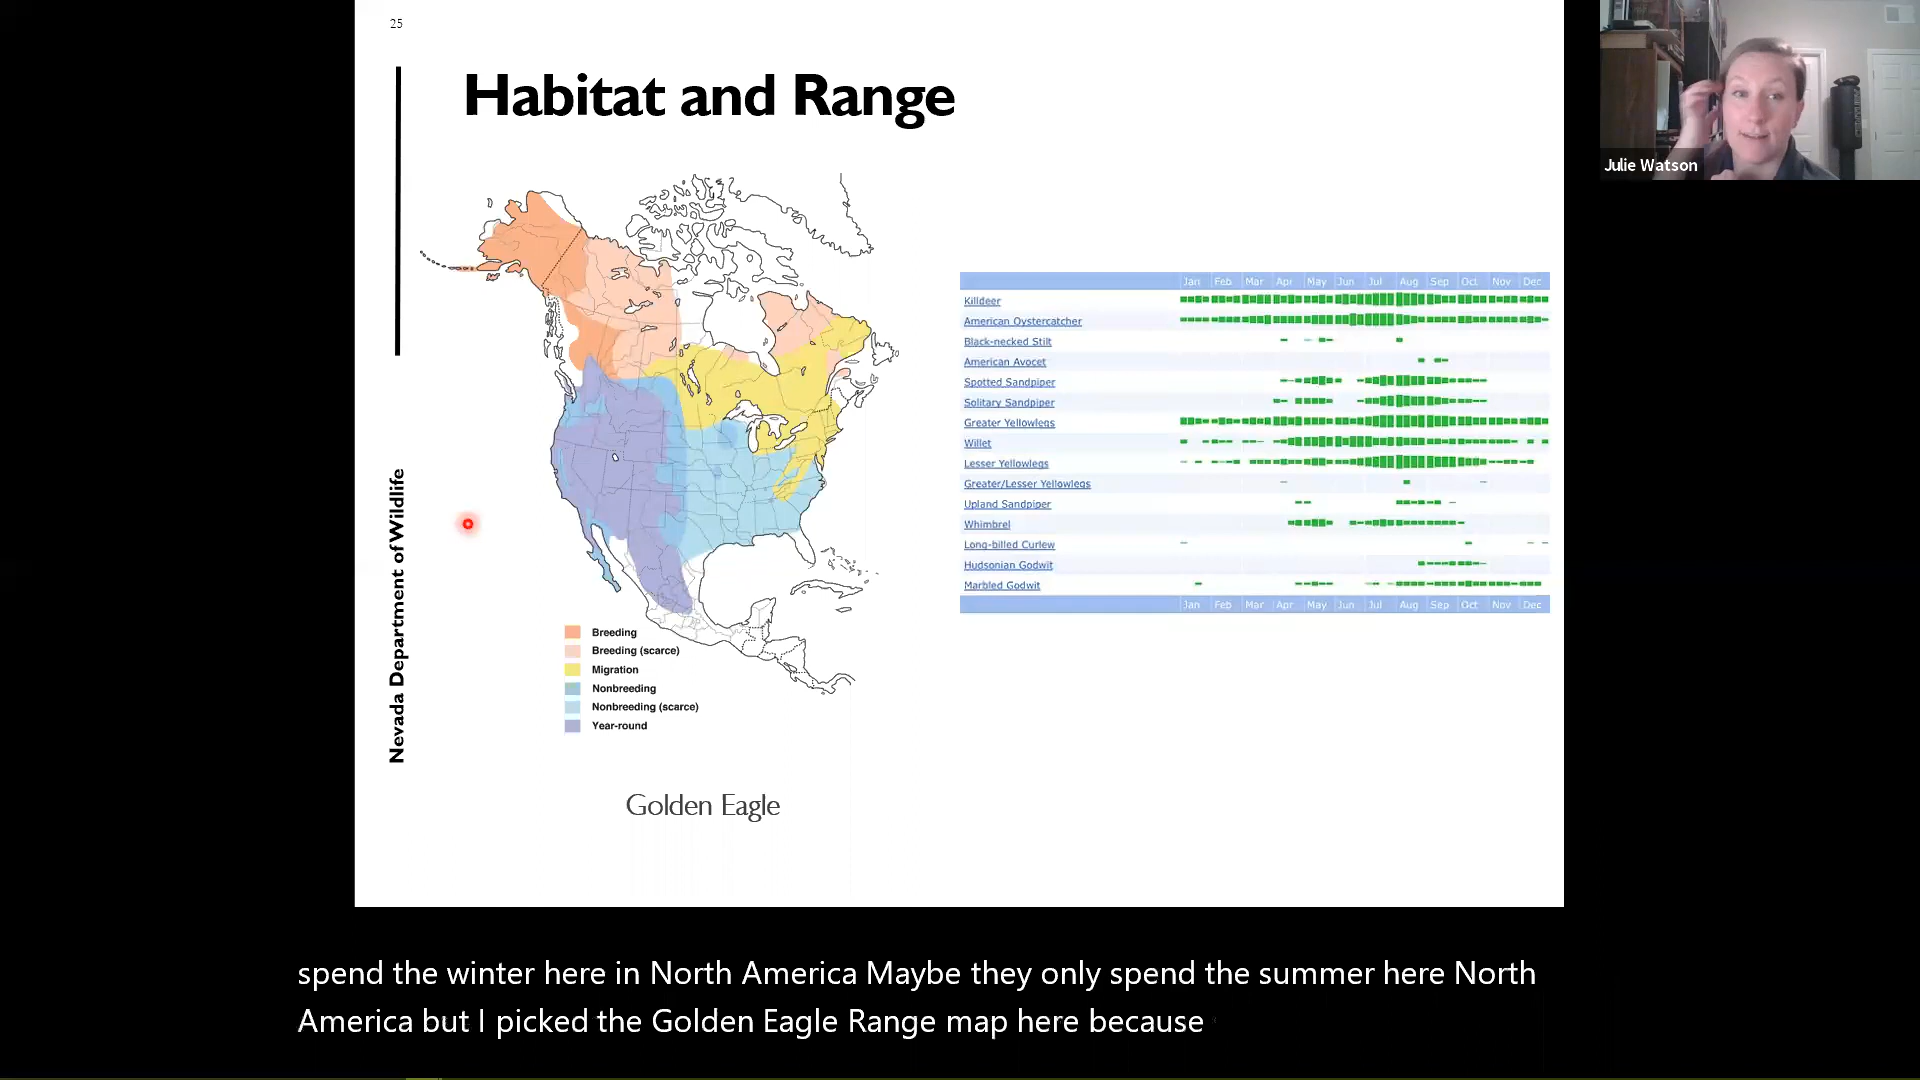 25
Habitat and Range
Nevada Department of Wildlife
Breeding
Breeding (scarce)
Migration
Nonbreeding
Nonbreeding (scarce)
Year-round
Golden Eagle
Jan Feb Mar Apr May Jun Jul Aug Sep Oct Nov Dec
Killdeer
American Oystercatcher
Black-necked Stilt
American Avocet
Spotted Sandpiper
Solitary Sandpiper
Greater Yellowlegs
Willet
Lesser Yellowlegs
Greater/Lesser Yellowlegs
Upland Sandpiper
Whimbrel
Long-billed Curlew
Hudsonian Godwit
Marbled Godwit
Jan Feb Mar Apr May Jun Jul Aug Sep Oct Nov Dec
Julie Watson
spend the winter here in North America Maybe they only spend the summer here North
America but I picked the Golden Eagle Range map here because